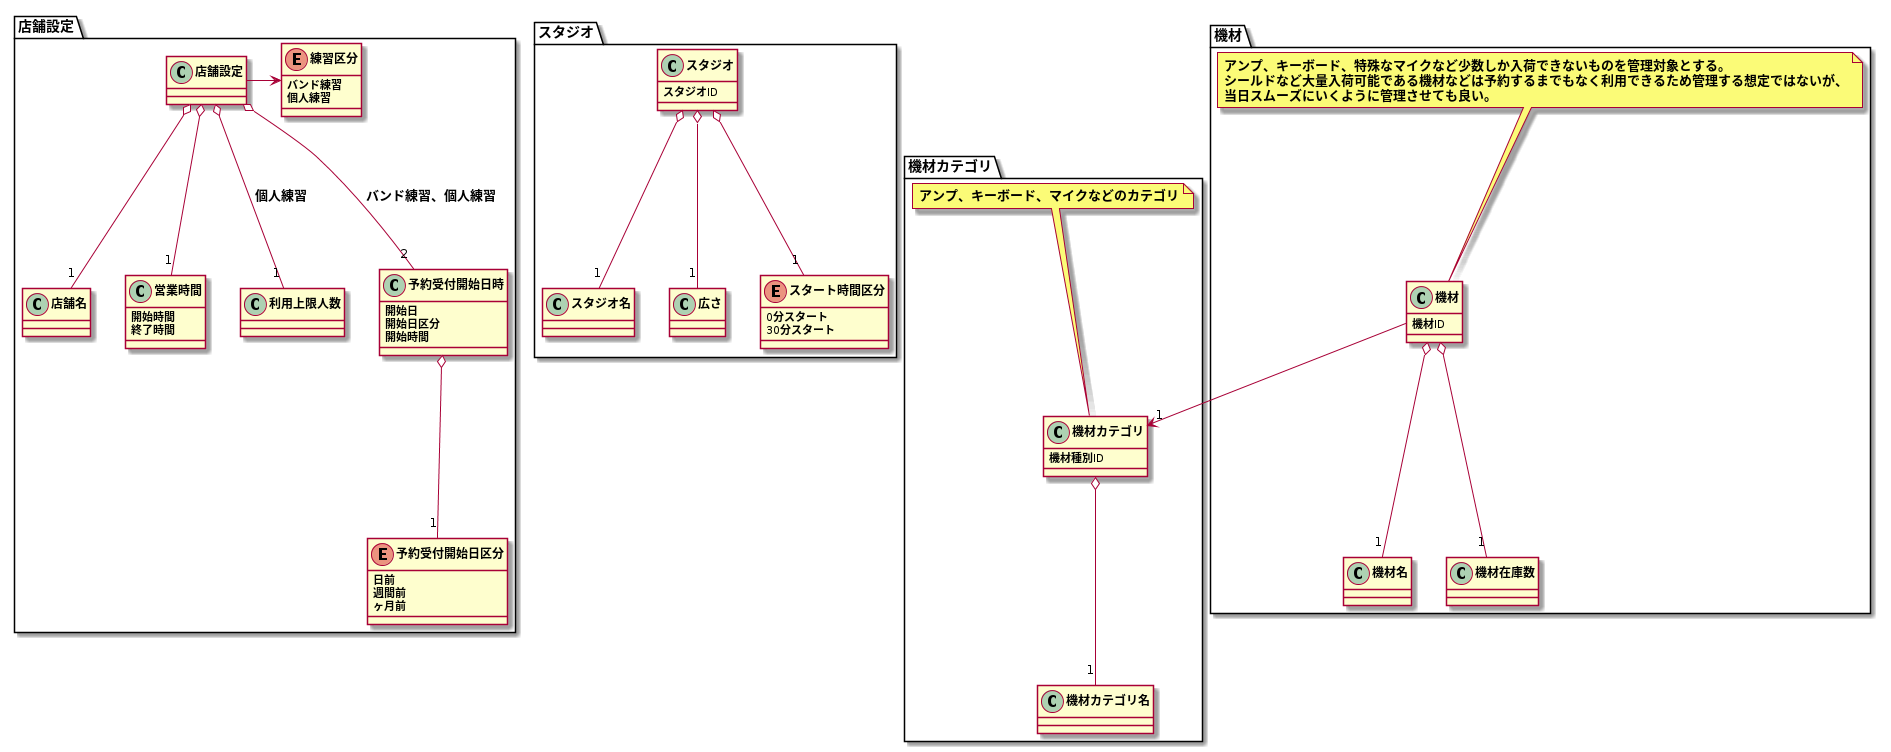 店舗設定
C 店舗設定
E 練習区分
バンド練習
個人練習
個人練習
バンド練習、個人練習
1
1
1
2
C 店舗名
C 営業時間
開始時間
終了時間
C 利用上限人数
C 予約受付開始日時
開始日
開始日区分
開始時間
1
E 予約受付開始日区分
日前
週間前
ヶ月前
スタジオ
C スタジオ
スタジオID
1
1
1
C スタジオ名
C 広さ
E スタート時間区分
0分スタート
30分スタート
機材カテゴリ
アンプ、キーボード、マイクなどのカテゴリ
1
C 機材カテゴリ
機材種別ID
1
C 機材カテゴリ名
機材
アンプ、キーボード、特殊なマイクなど少数しか入荷できないものを管理対象とする。
シールドなど大量入荷可能である機材などは予約するまでもなく利用できるため管理する想定ではないが、
当日スムーズにいくように管理させても良い。
C 機材
機材ID
1
1
C 機材名
C 機材在庫数